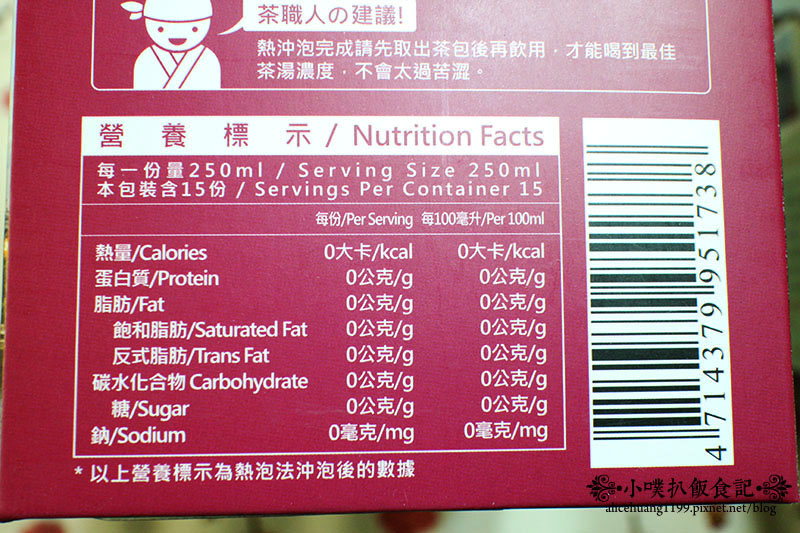 茶職人の建議!
熱沖泡完成請先取出茶包後再飲用，才能喝到最佳
茶湯濃度，不會太過苦澀。
營養標示 / Nutrition Facts
每一份量250ml / Serving Size 250ml
本包裝含15份 / Servings Per Container 15
每份/Per Serving 每100毫升/Per 100ml
熱量/Calories 0大卡/kcal 0大卡/kcal
蛋白質/Protein 0公克/g 0公克/g
脂肪/Fat 0公克/g 0公克/g
飽和脂肪/Saturated Fat 0公克/g 0公克/g
反式脂肪/Trans Fat 0公克/g 0公克/g
碳水化合物 Carbohydrate 0公克/g 0公克/g
糖/Sugar 0公克/g 0公克/g
鈉/Sodium 0毫克/mg 0毫克/mg
* 以上營養標示為熱泡法沖泡後的數據
4 714379 951738
小噗扒飯食記
alicehuang1199.pixnet.net/blog